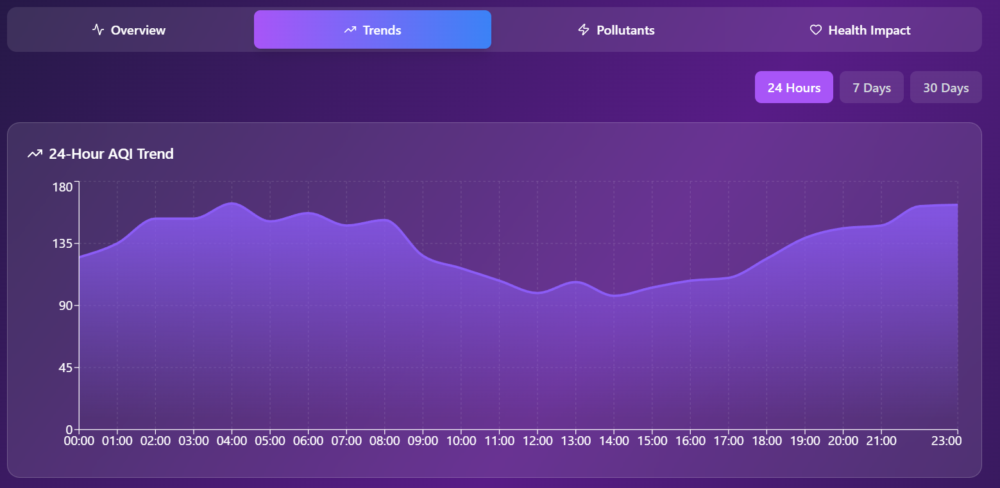 Overview Trends Pollutants Health Impact
24 Hours 7 Days 30 Days
24-Hour AQI Trend
180
135
90
45
0
00:00 01:00 02:00 03:00 04:00 05:00 06:00 07:00 08:00 09:00 10:00 11:00 12:00 13:00 14:00 15:00 16:00 17:00 18:00 19:00 20:00 21:00 23:00